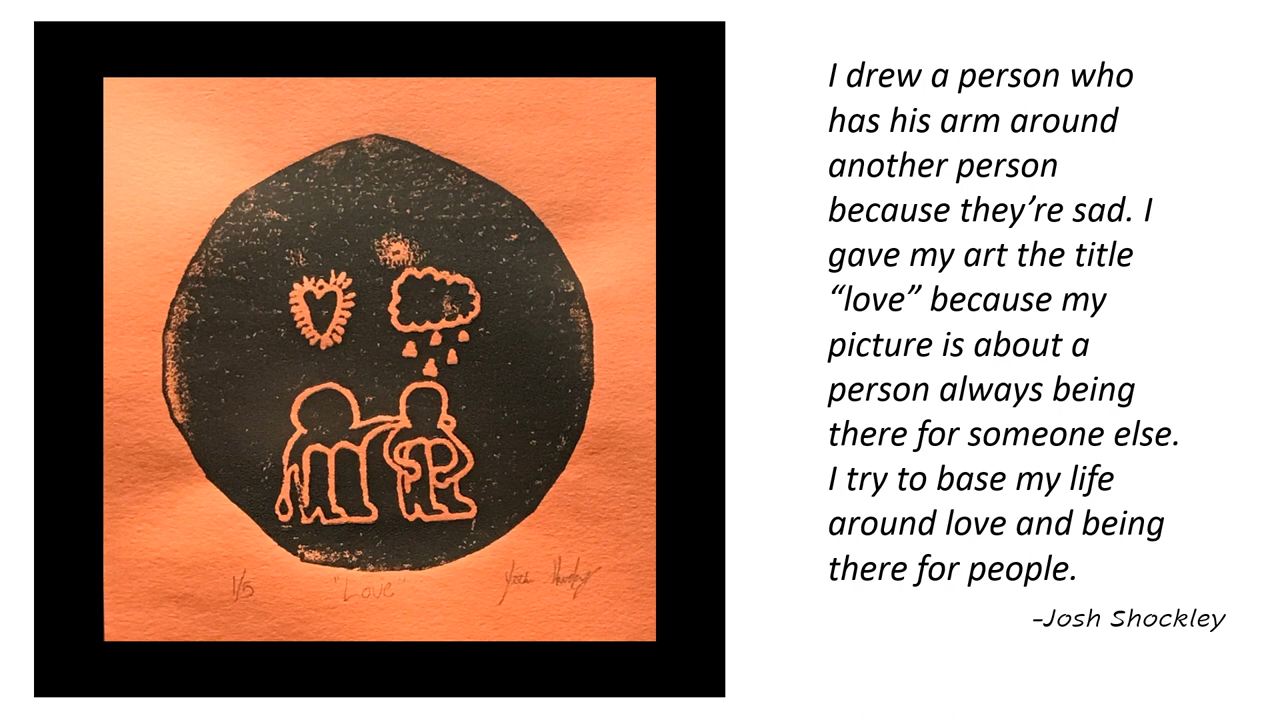 1/5
"Love"
Josh Shockley
I drew a person who
has his arm around
another person
because they’re sad. I
gave my art the title
“love” because my
picture is about a
person always being
there for someone else.
I try to base my life
around love and being
there for people.
-Josh Shockley